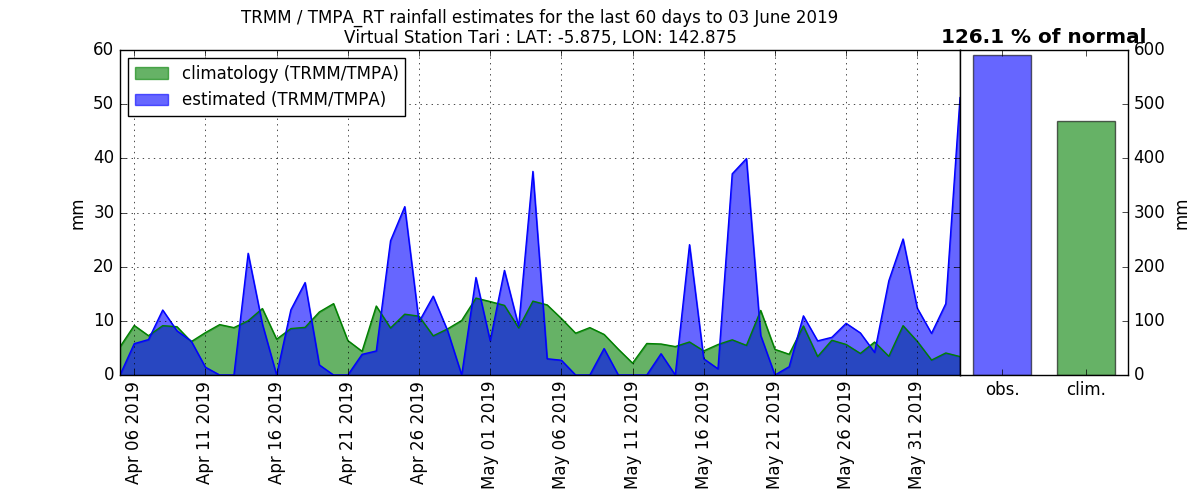 TRMM / TMPA_RT rainfall estimates for the last 60 days to 03 June 2019
Virtual Station Tari : LAT: -5.875, LON: 142.875
126.1 % of normal
climatology (TRMM/TMPA)
estimated (TRMM/TMPA)
60
50
40
30
20
10
0
mm
600
500
400
300
200
100
0
mm
Apr 06 2019
Apr 11 2019
Apr 16 2019
Apr 21 2019
Apr 26 2019
May 01 2019
May 06 2019
May 11 2019
May 16 2019
May 21 2019
May 26 2019
May 31 2019
obs.
clim.